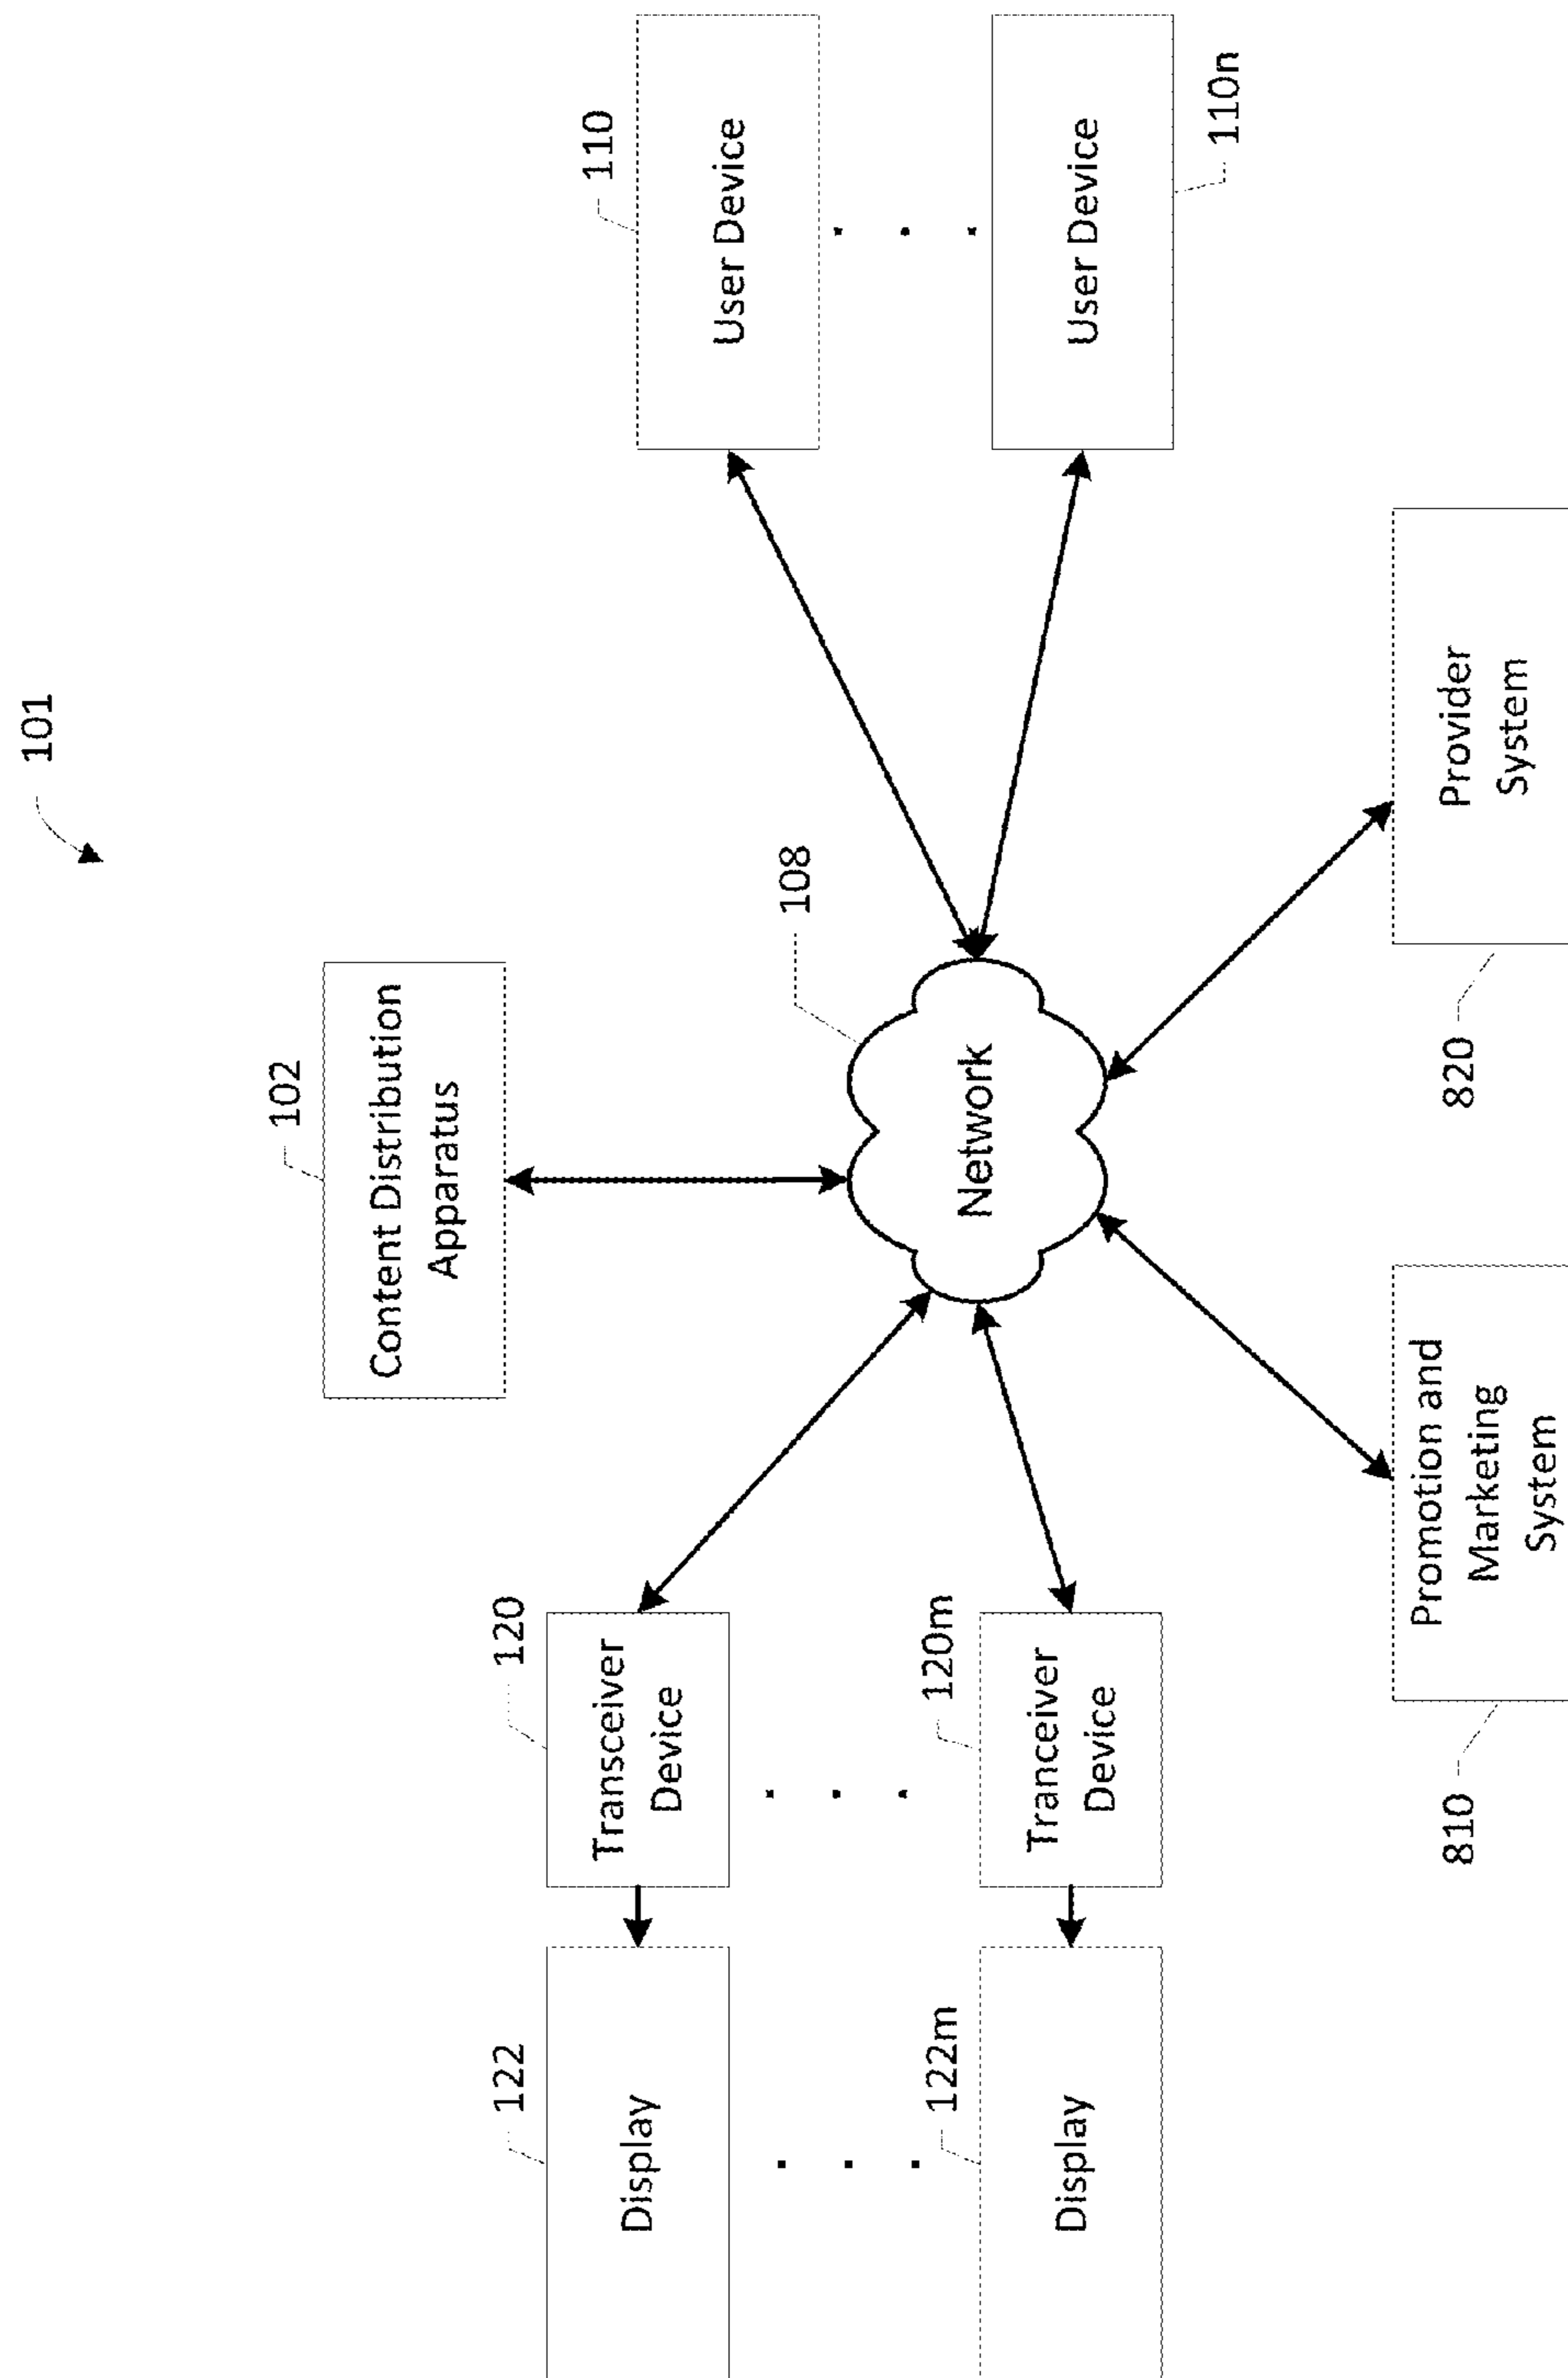 101
102
Content Distribution
Apparatus
122
Display
120
Transceiver
Device
108
Network
110
User Device
122m
Display
120m
Tranceiver
Device
User Device
110n
810
Promotion and
Marketing
System
820
Provider
System